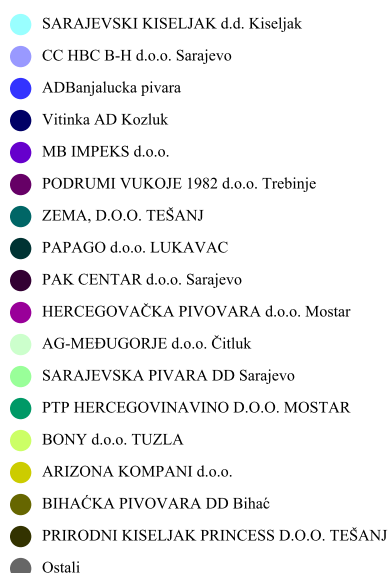 SARAJEVSKI KISELJAK d.d. Kiseljak
CC HBC B-H d.o.o. Sarajevo
ADBanjalucka pivara
Vitinka AD Kozluk
MB IMPEKS d.o.o.
PODRUMI VUKOJE 1982 d.o.o. Trebinje
ZEMA, D.O.O. TEŠANJ
PAPAGO d.o.o. LUKAVAC
PAK CENTAR d.o.o. Sarajevo
HERCEGOVAČKA PIVOVARA d.o.o. Mostar
AG-MEĐUGORJE d.o.o. Čitluk
SARAJEVSKA PIVARA DD Sarajevo
PTP HERCEGOVINAVINO D.O.O. MOSTAR
BONY d.o.o. TUZLA
ARIZONA KOMPANI d.o.o.
BIHAĆKA PIVOVARA DD Bihać
PRIRODNI KISELJAK PRINCESS D.O.O. TEŠANJ
Ostali